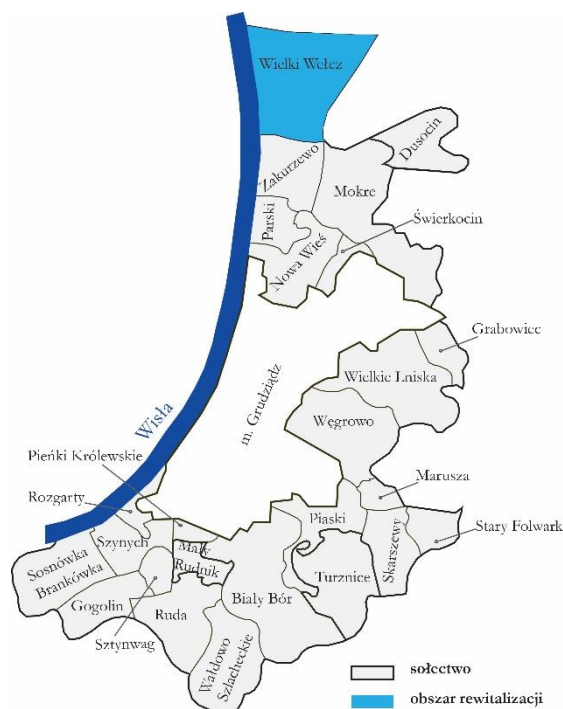 Wielki Wełcz
Dusocin
Zakurzewo
Mokre
Parski
Świerkocin
Nowa Wieś
Grabowiec
Wielkie Lniska
m. Grudziądz
Węgrowo
Wisła
Pieńki Królewskie
Marusza
Rozgarty
Piaski
Stary Folwark
Szynych
Mały
Rudnik
Skarszewy
Sosnówka
Brankówka
Turznice
Biały Bór
Gogolin
Ruda
Sztynwag
Wałdowo
Szlacheckie
sołectwo
obszar rewitalizacji